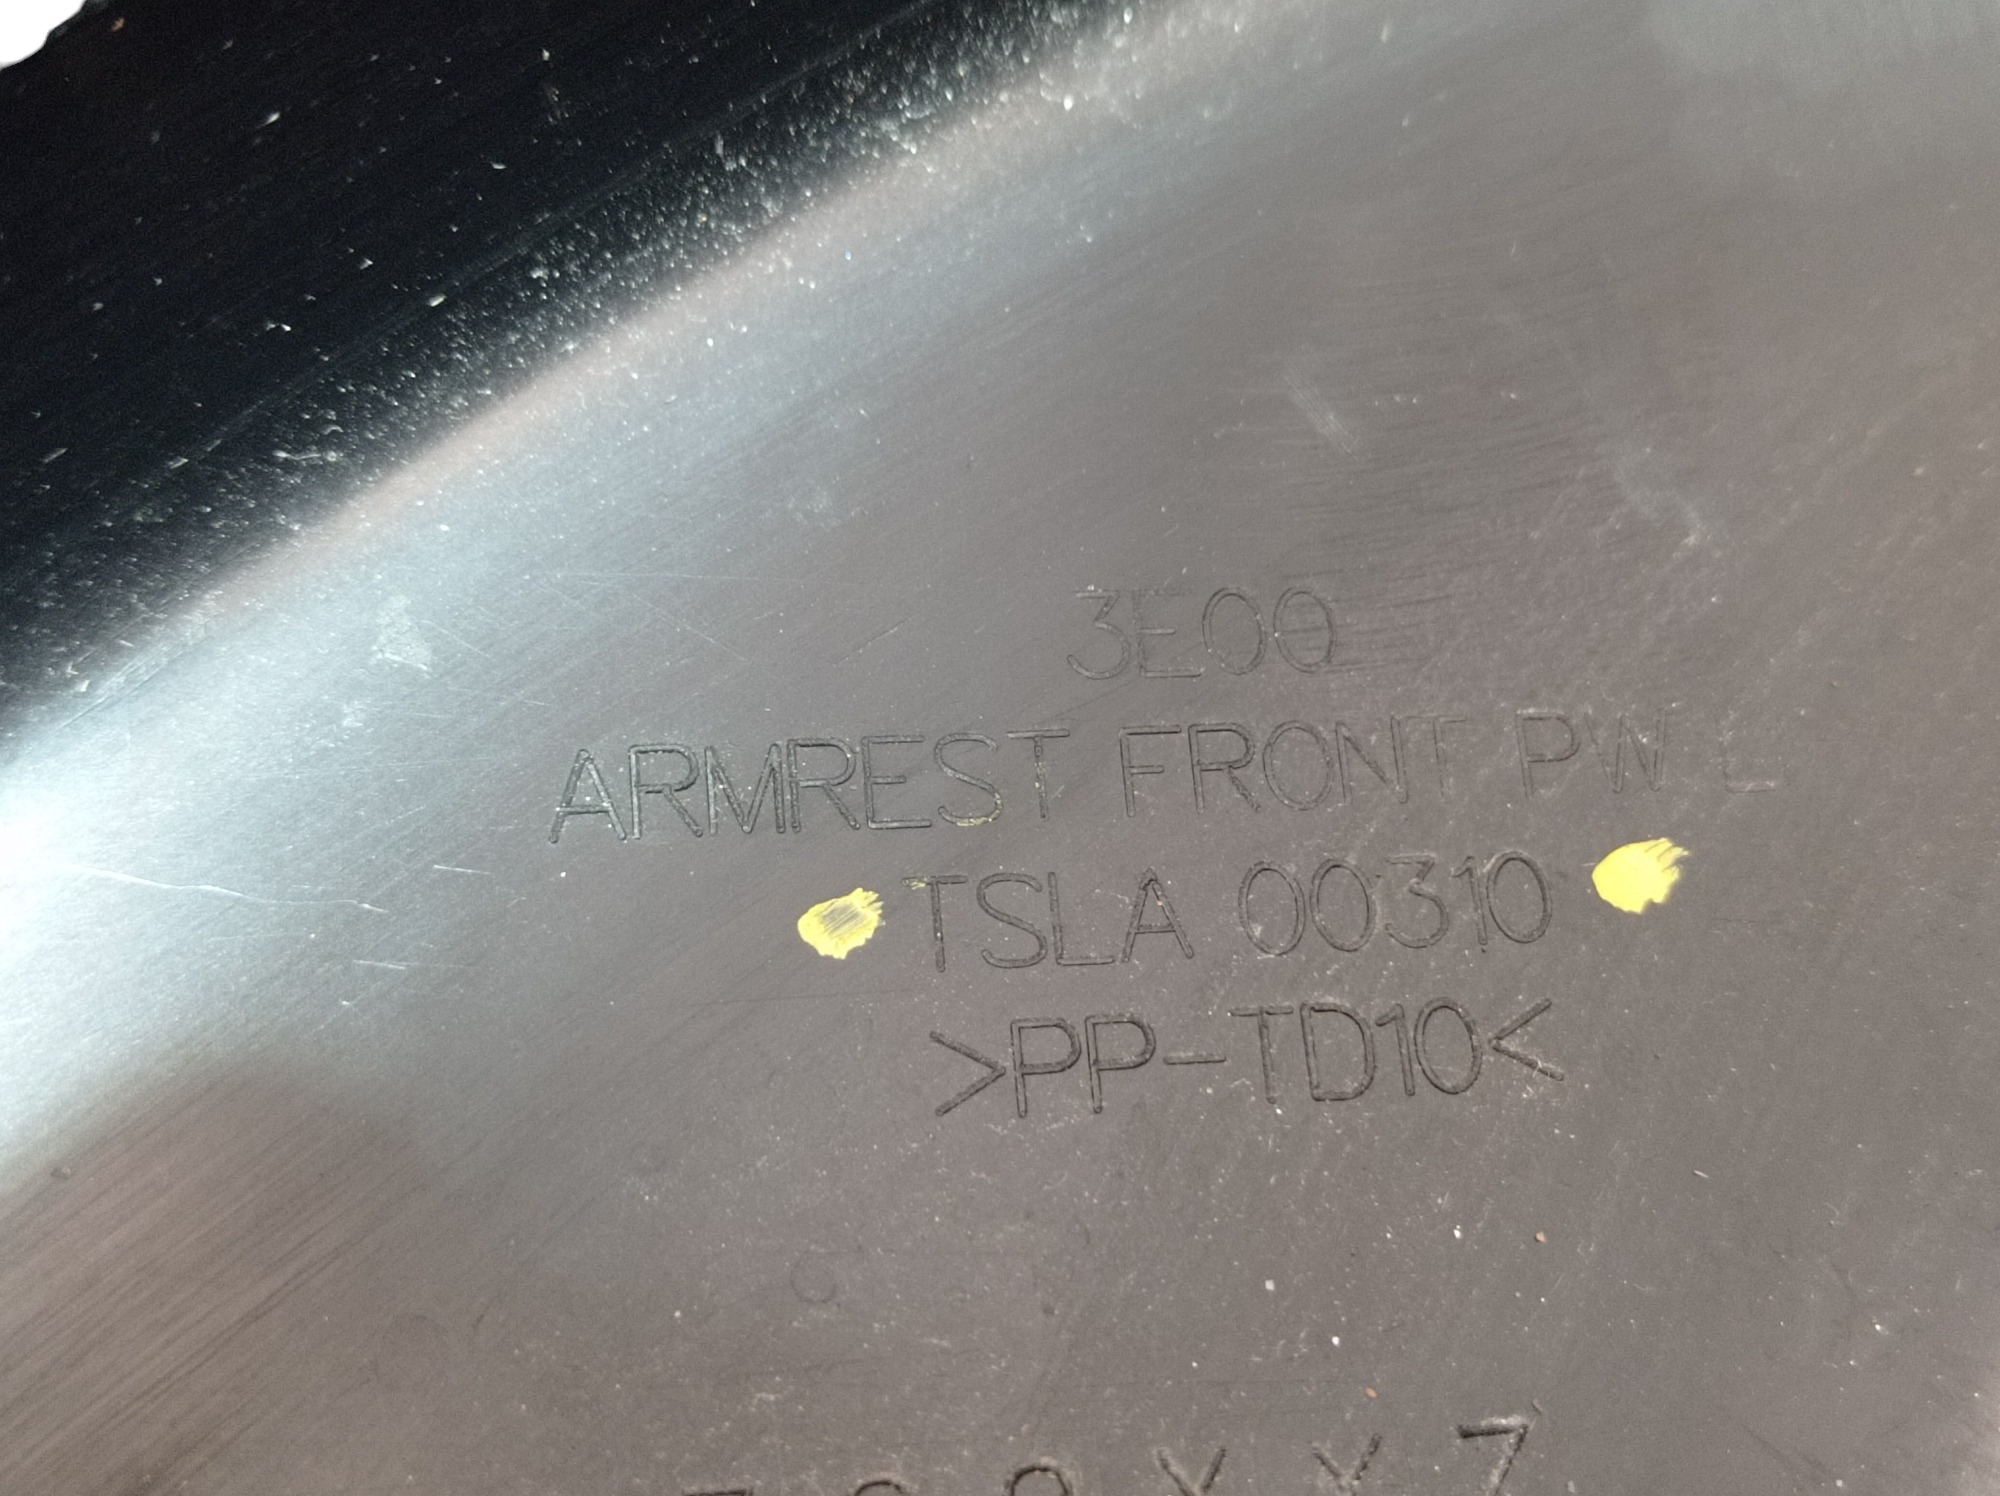 3E00
ARMREST FRONT PW L
TSLA 00310
>PP-TD10<